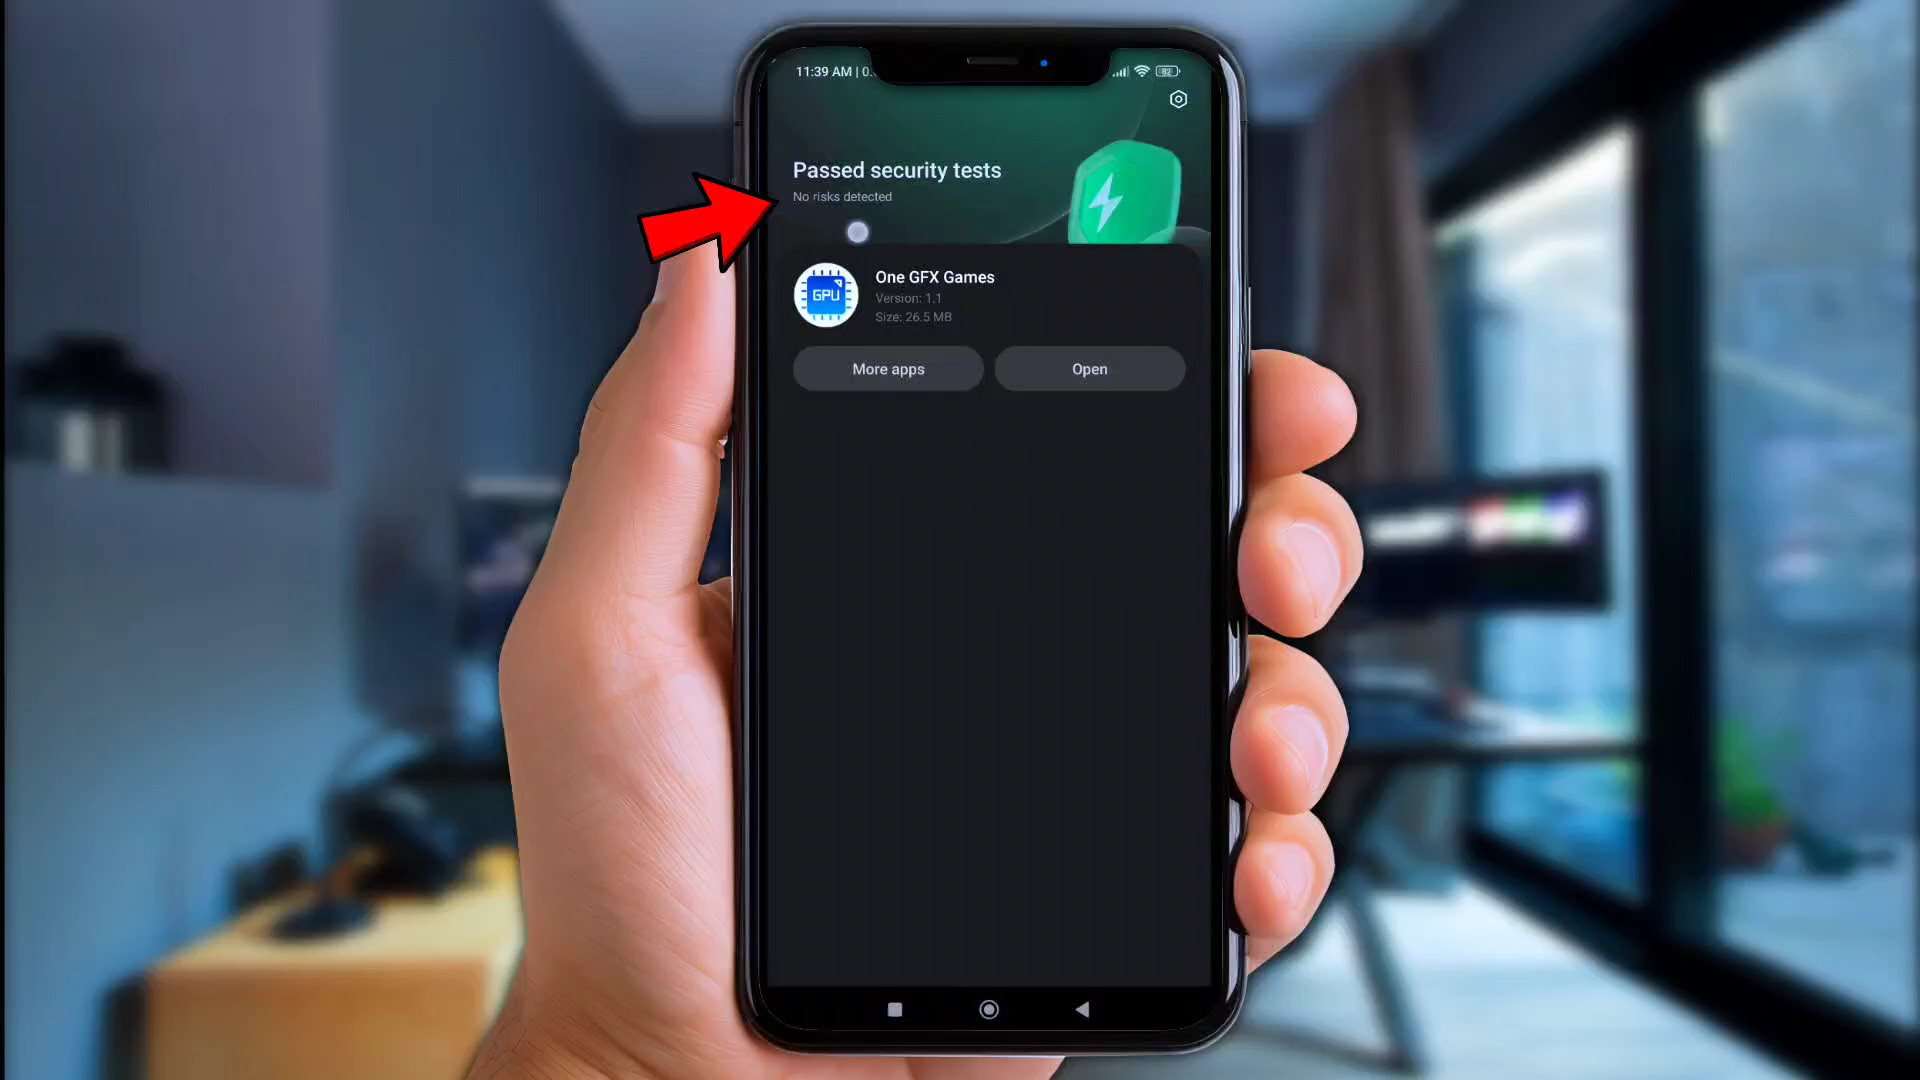 11:39 AM | 0.
82
Passed security tests
No risks detected
GPU
One GFX Games
Version: 1.1
Size: 26.5 MB
More apps
Open